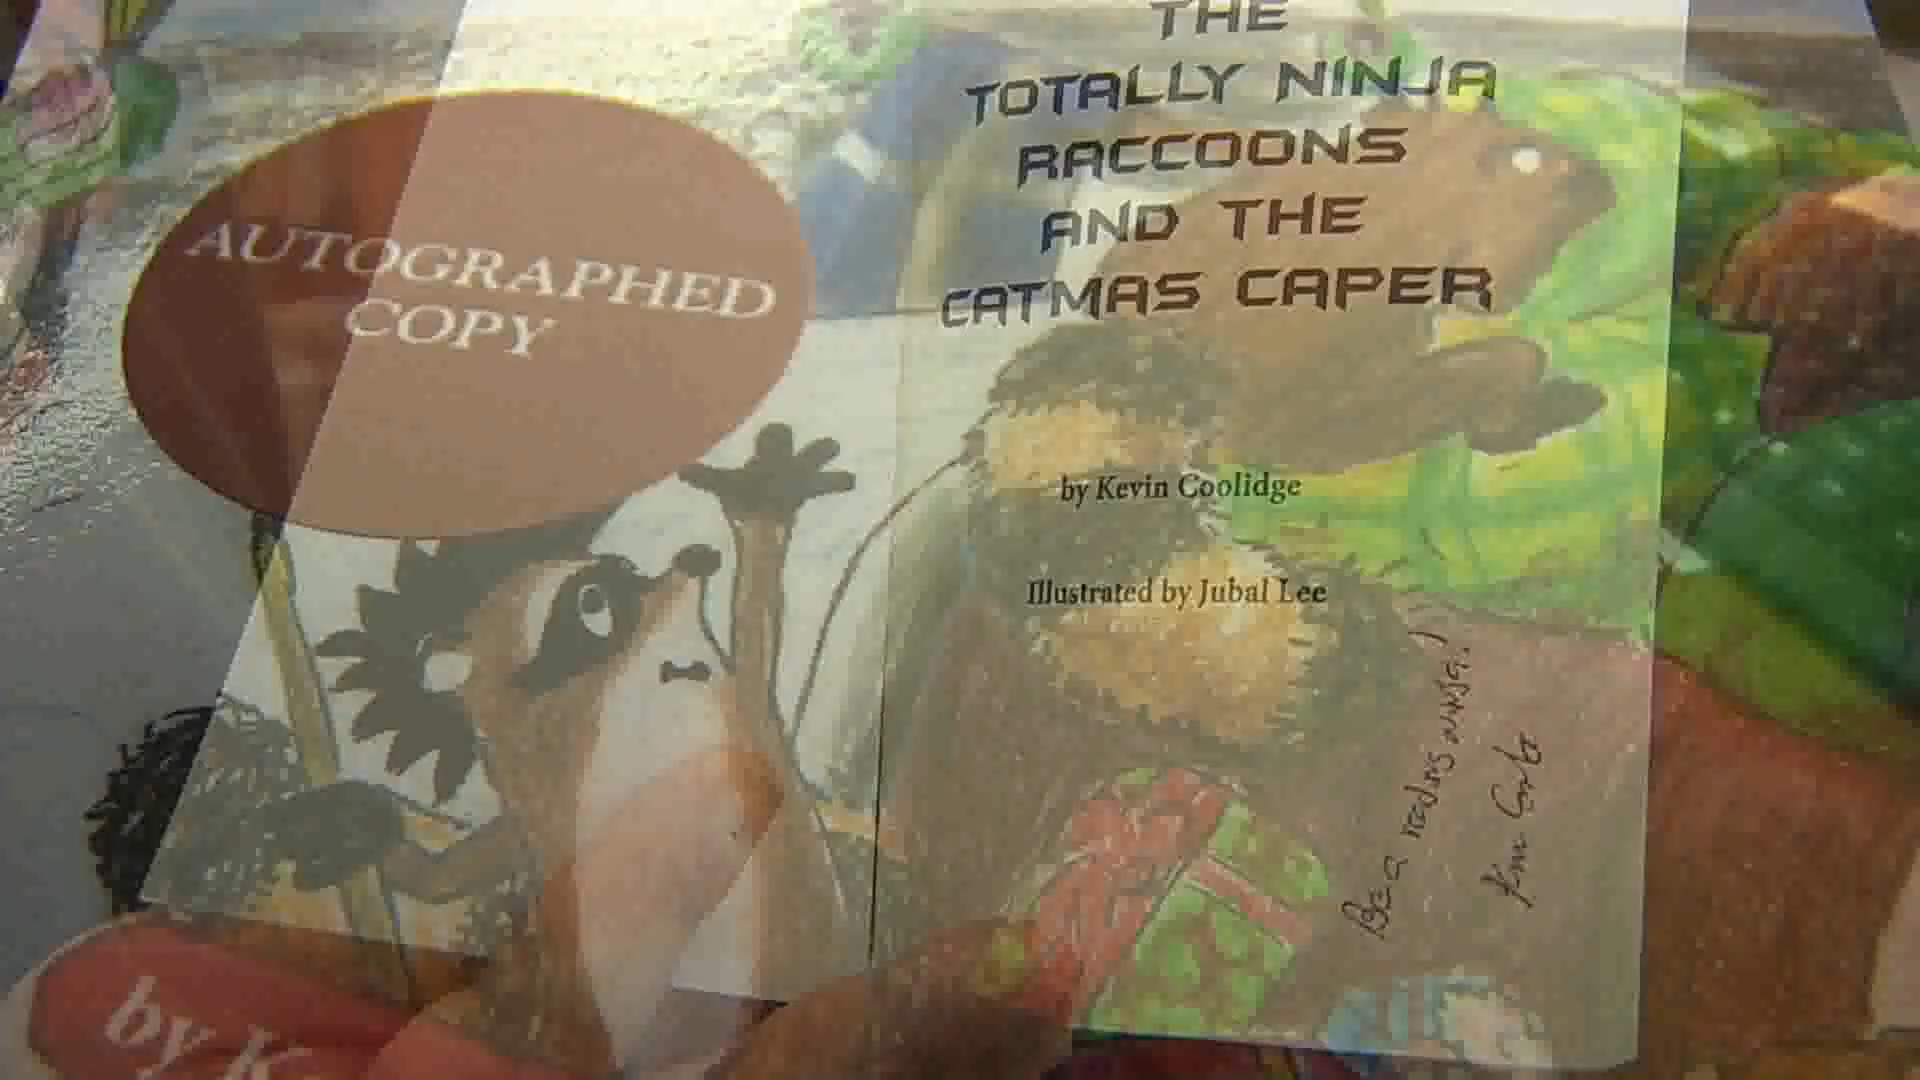 AUTOGRAPHED
COPY
THE
TOTALLY NINJA
RACCOONS
AND THE
CATMAS CAPER
by Kevin Coolidge
Illustrated by Jubal Lee
Be a reading ninja!
by K